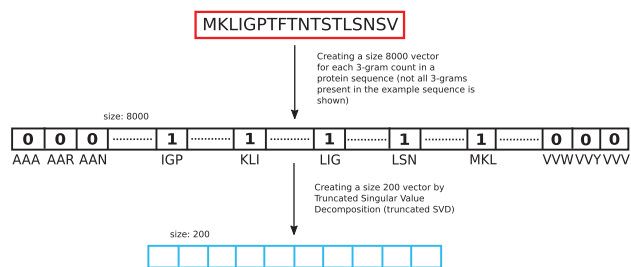 MKLIGPTFTNTSTLSNSV
Creating a size 8000 vector
for each 3-gram count in a
protein sequence (not all 3-grams
present in the example sequence is
shown)
size: 8000
0 0 0 1 1 1 1 1 0 0 0
AAA AAR AAN IGP KLI LIG LSN MKL VVW VVY VVV
Creating a size 200 vector by
Truncated Singular Value
Decomposition (truncated SVD)
size: 200